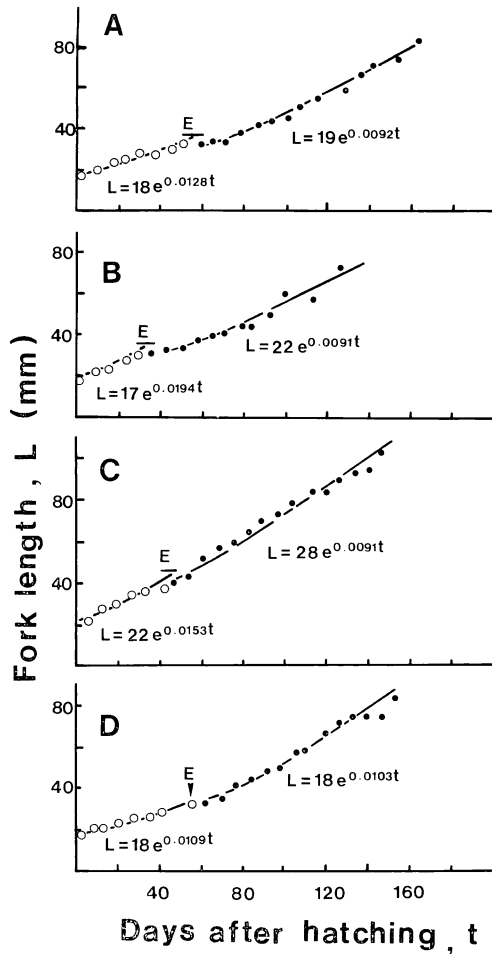 A
80
40
E
L=18e^0.0128t
L=19e^0.0092t
B
80
40
E
L=17e^0.0194t
L=22e^0.0091t
C
80
40
E
L=22e^0.0153t
L=28e^0.0091t
D
80
40
E
L=18e^0.0109t
L=18e^0.0103t
40 80 120 160
Days after hatching, t
Fork length, L (mm)